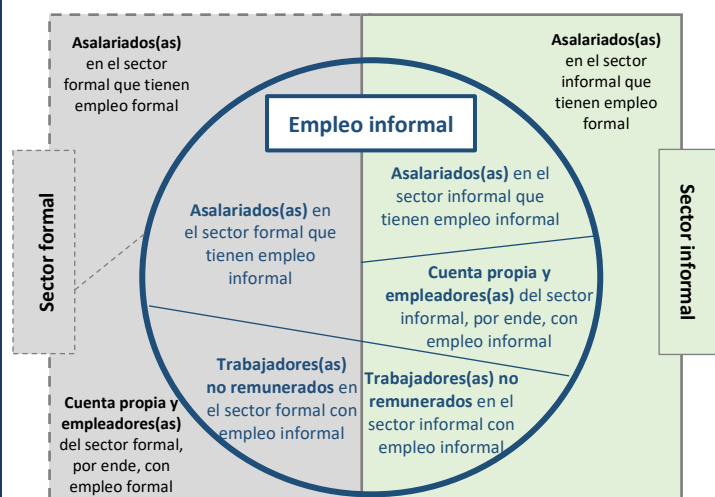 Asalariados(as)
en el sector
formal que tienen
empleo formal
Asalariados(as)
en el sector
informal que
tienen empleo
formal
Empleo informal
Sector formal
Asalariados(as) en
el sector formal que
tienen empleo
informal
Asalariados(as) en el
sector informal que
tienen empleo informal
Sector informal
Cuenta propia y
empleadores(as) del sector
informal, por ende, con
empleo informal
Trabajadores(as)
no remunerados en
el sector formal con
empleo informal
Trabajadores(as) no
remunerados en el
sector informal con
empleo informal
Cuenta propia y
empleadores(as)
del sector formal,
por ende, con
empleo formal